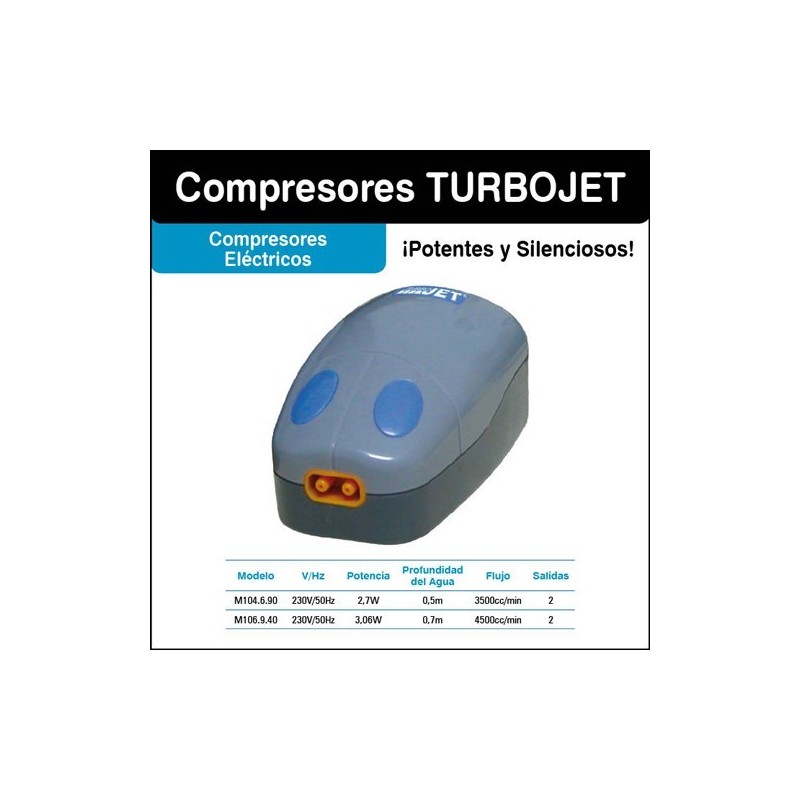 Compresores TURBOJET
Compresores
Eléctricos
¡Potentes y Silenciosos!
JET
Modelo V/Hz Potencia Profundidad del Agua Flujo Salidas
M104.6.90 230V/50Hz 2,7W 0,5m 3500cc/min 2
M106.9.40 230V/50Hz 3,06W 0,7m 4500cc/min 2